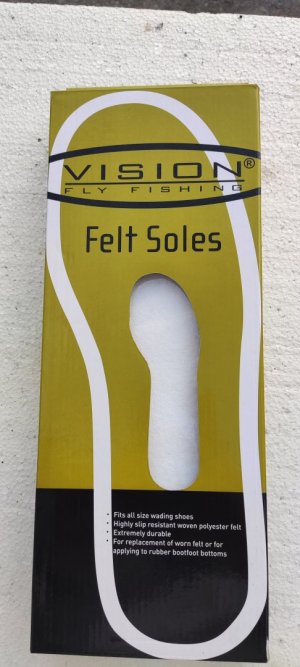 VISION®
FLY FISHING
Felt Soles
• Fits all size wading shoes
• Highly slip resistant woven polyester felt
• Extremely durable
• For replacement of worn felt or for
applying to rubber bootfoot bottoms